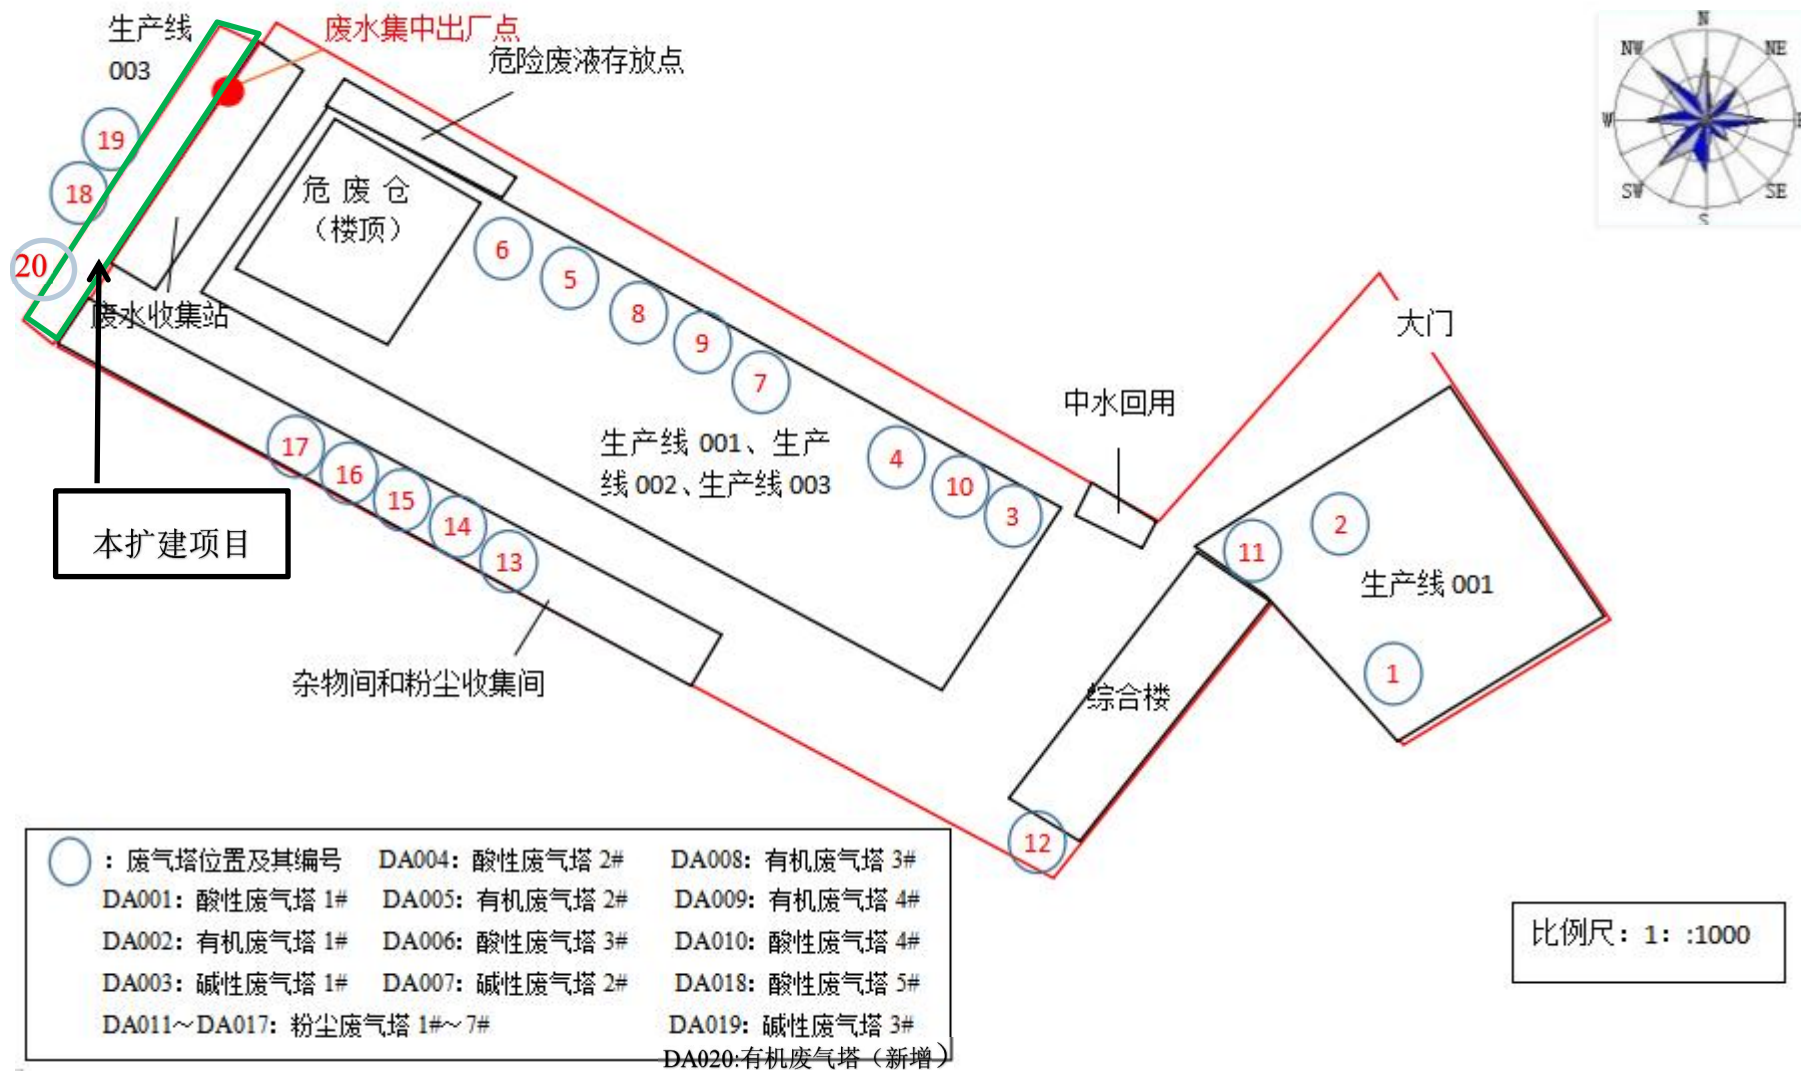 生产线
003
废水集中出厂点
危险废液存放点
N
NW
NE
W
E
SW
SE
S
19
18
20
危 废 仓
（楼顶）
废水收集站
6
5
8
9
7
大门
中水回用
生产线 001、生产
线 002、生产线 003
4
10
3
17
16
15
14
13
本扩建项目
11
2
生产线 001
1
杂物间和粉尘收集间
综合楼
12
：废气塔位置及其编号 DA004：酸性废气塔 2# DA008：有机废气塔 3#
DA001：酸性废气塔 1# DA005：有机废气塔 2# DA009：有机废气塔 4#
DA002：有机废气塔 1# DA006：酸性废气塔 3# DA010：酸性废气塔 4#
DA003：碱性废气塔 1# DA007：碱性废气塔 2# DA018：酸性废气塔 5#
DA011～DA017：粉尘废气塔 1#～7# DA019：碱性废气塔 3#
DA020:有机废气塔（新增）
比例尺：1：:1000